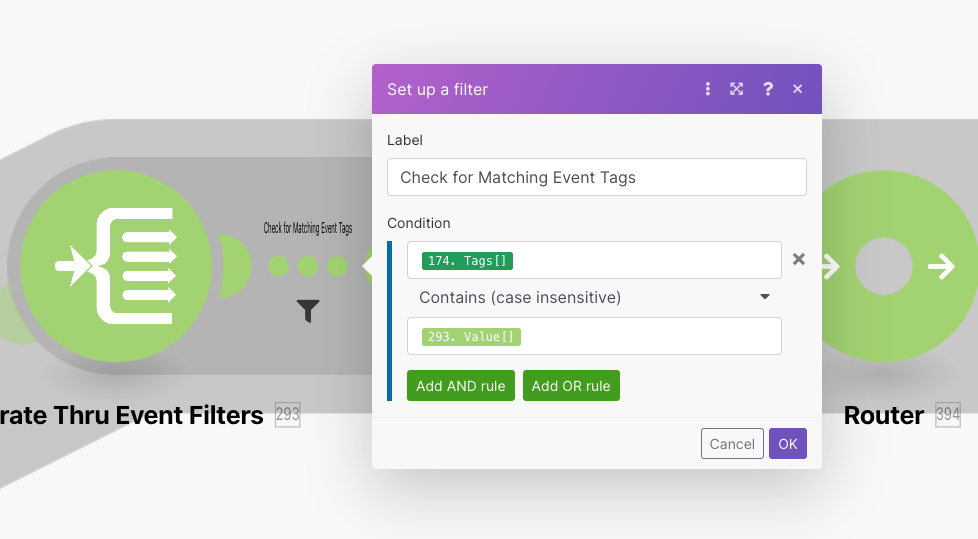 Set up a filter
?
Label
Check for Matching Event Tags
Condition
174. Tags[]
Contains (case insensitive)
293. Value[]
Add AND rule
Add OR rule
Cancel
OK
Check for Matching Event Tags
rate Thru Event Filters 293
Router 394